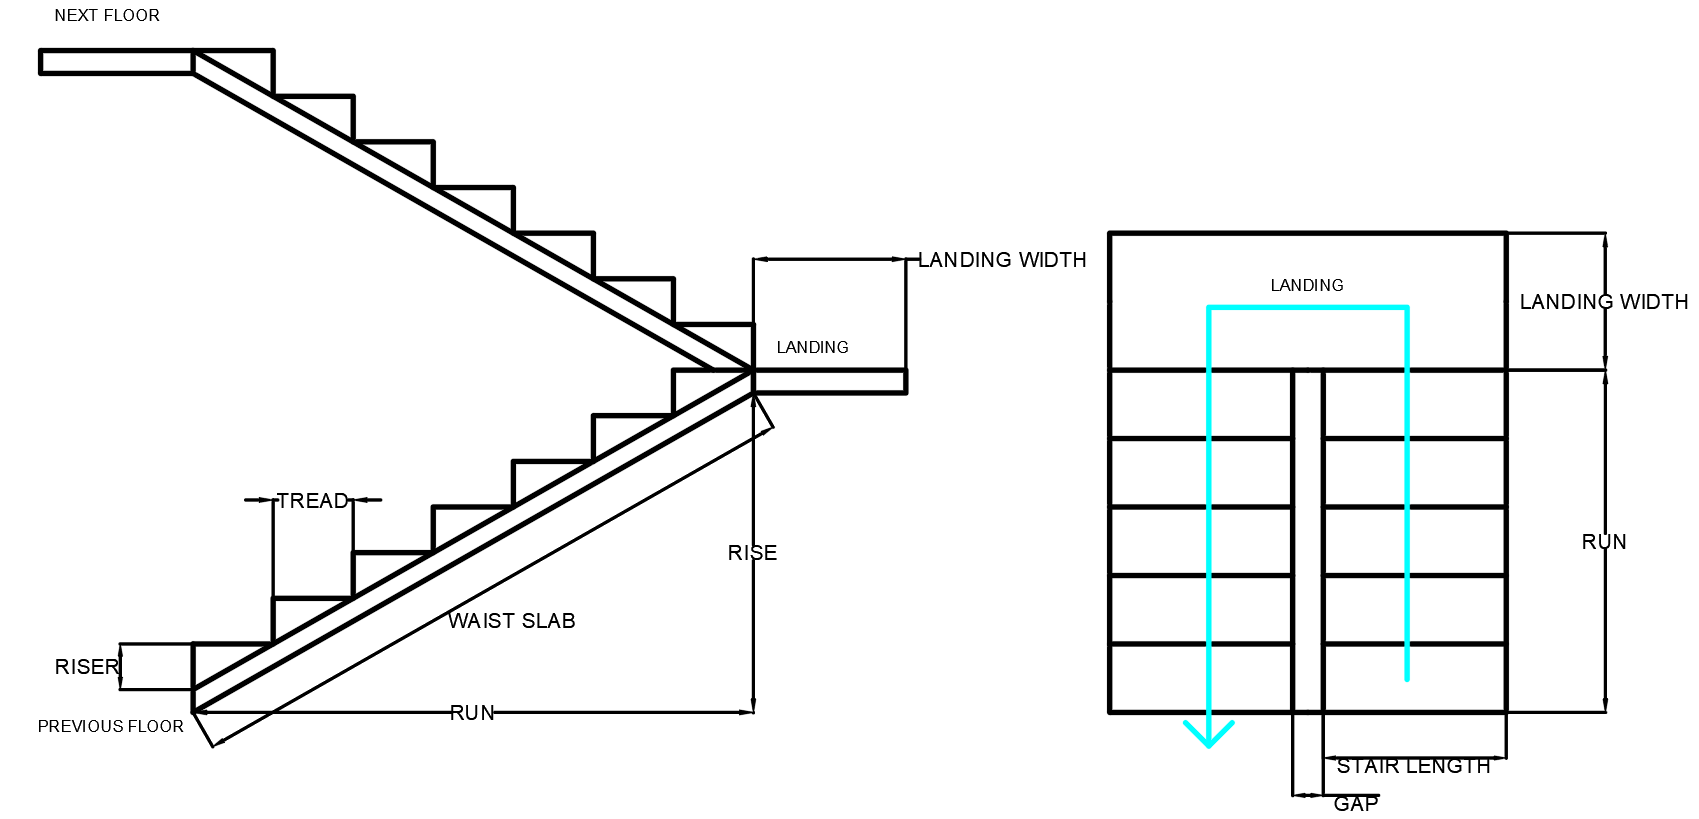 NEXT FLOOR
LANDING WIDTH
LANDING
TREAD
RISE
WAIST SLAB
RISER
RUN
PREVIOUS FLOOR
LANDING
LANDING WIDTH
RUN
STAIR LENGTH
GAP